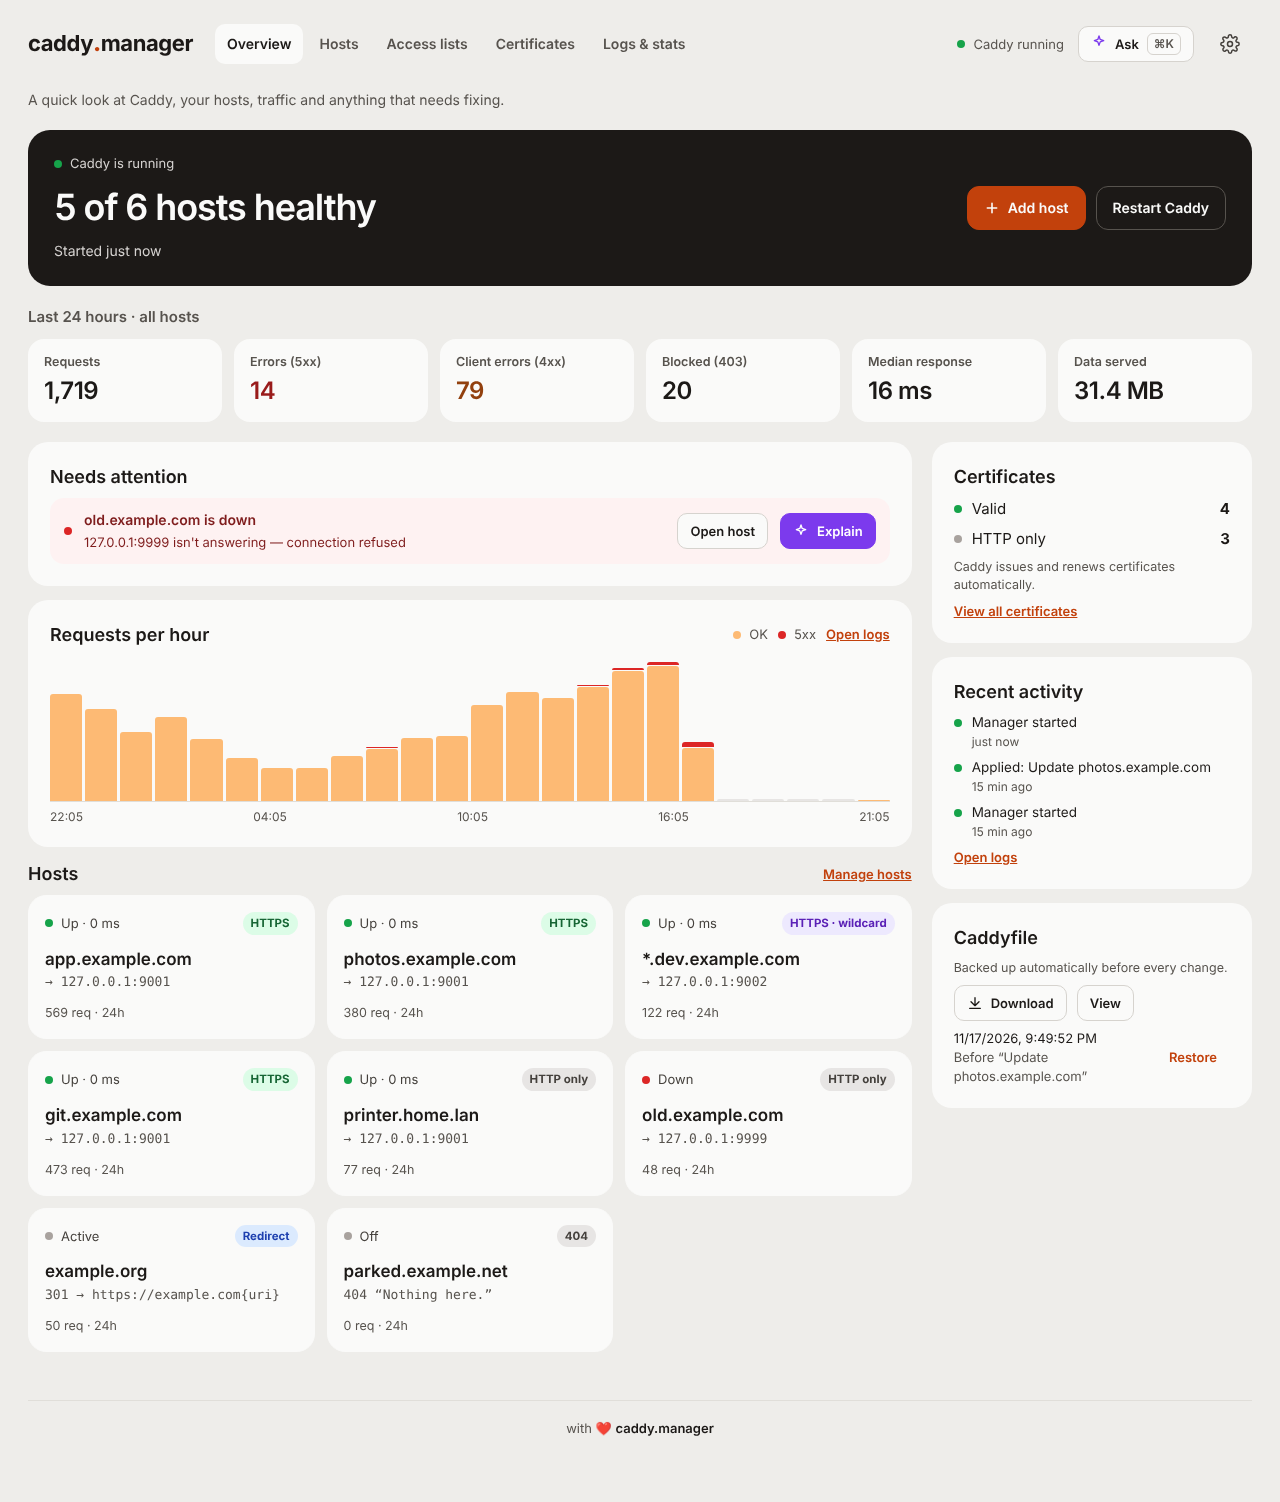 caddy.manager
Overview
Hosts
Access lists
Certificates
Logs & stats
Caddy running
Ask ⌘K
A quick look at Caddy, your hosts, traffic and anything that needs fixing.
Caddy is running
5 of 6 hosts healthy
Started just now
+ Add host
Restart Caddy
Last 24 hours · all hosts
Requests
1,719
Errors (5xx)
14
Client errors (4xx)
79
Blocked (403)
20
Median response
16 ms
Data served
31.4 MB
Needs attention
old.example.com is down
127.0.0.1:9999 isn't answering — connection refused
Open host
Explain
Requests per hour
OK
5xx
Open logs
22:05
04:05
10:05
16:05
21:05
Hosts
Manage hosts
Up · 0 ms
HTTPS
app.example.com
→ 127.0.0.1:9001
569 req · 24h
Up · 0 ms
HTTPS
photos.example.com
→ 127.0.0.1:9001
380 req · 24h
Up · 0 ms
HTTPS · wildcard
*.dev.example.com
→ 127.0.0.1:9002
122 req · 24h
Up · 0 ms
HTTPS
git.example.com
→ 127.0.0.1:9001
473 req · 24h
Up · 0 ms
HTTP only
printer.home.lan
→ 127.0.0.1:9001
77 req · 24h
Down
HTTP only
old.example.com
→ 127.0.0.1:9999
48 req · 24h
Active
Redirect
example.org
301 → https://example.com{uri}
50 req · 24h
Off
404
parked.example.net
404 “Nothing here.”
0 req · 24h
Certificates
Valid 4
HTTP only 3
Caddy issues and renews certificates
automatically.
View all certificates
Recent activity
Manager started
just now
Applied: Update photos.example.com
15 min ago
Manager started
15 min ago
Open logs
Caddyfile
Backed up automatically before every change.
Download
View
11/17/2026, 9:49:52 PM
Before “Update
photos.example.com”
Restore
with ❤️ caddy.manager